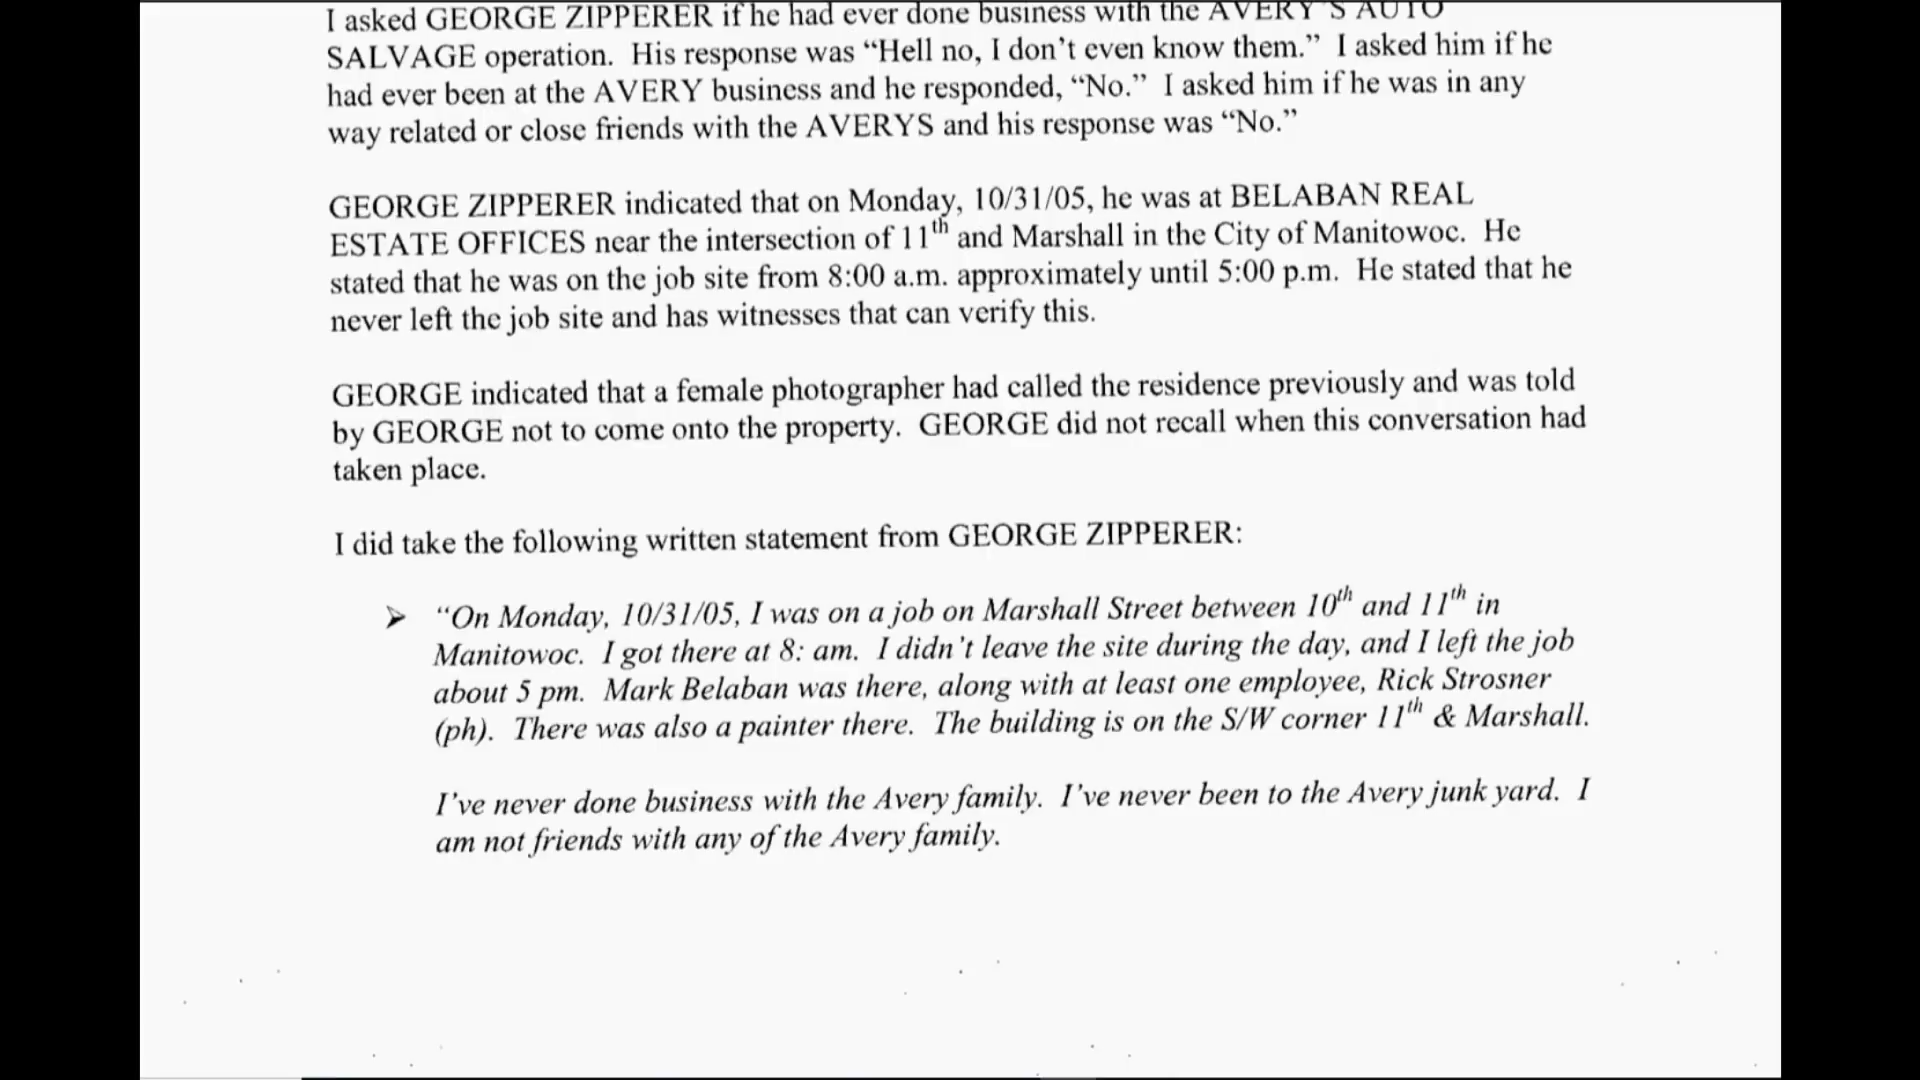 I asked GEORGE ZIPPERER if he had ever done business with the AVERY'S AUTO
SALVAGE operation.  His response was “Hell no, I don't even know them.”  I asked him if he
had ever been at the AVERY business and he responded, “No.”  I asked him if he was in any
way related or close friends with the AVERYS and his response was “No.”
GEORGE ZIPPERER indicated that on Monday, 10/31/05, he was at BELABAN REAL
ESTATE OFFICES near the intersection of 11th and Marshall in the City of Manitowoc.  He
stated that he was on the job site from 8:00 a.m. approximately until 5:00 p.m.  He stated that he
never left the job site and has witnesses that can verify this.
GEORGE indicated that a female photographer had called the residence previously and was told
by GEORGE not to come onto the property.  GEORGE did not recall when this conversation had
taken place.
I did take the following written statement from GEORGE ZIPPERER:
➢ “On Monday, 10/31/05, I was on a job on Marshall Street between 10th and 11th in
Manitowoc.  I got there at 8: am.  I didn't leave the site during the day, and I left the job
about 5 pm.  Mark Belaban was there, along with at least one employee, Rick Strosner
(ph).  There was also a painter there.  The building is on the S/W corner 11th & Marshall.
I've never done business with the Avery family.  I've never been to the Avery junk yard.  I
am not friends with any of the Avery family.